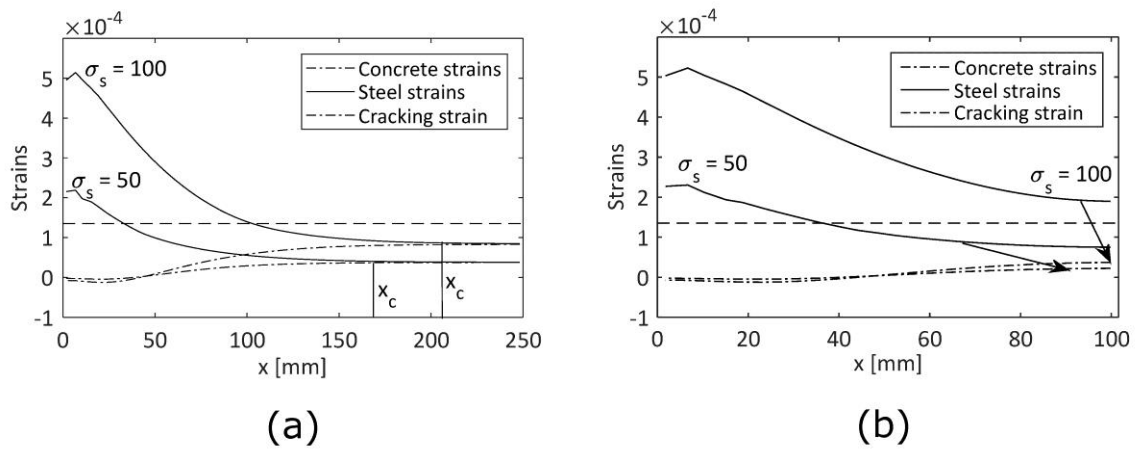 ×10⁻⁴
σs = 100
σs = 50
Concrete strains
Steel strains
Cracking strain
Strains
5
4
3
2
1
0
-1
xc
xc
0 50 100 150 200 250
x [mm]
(a)
×10⁻⁴
σs = 50
σs = 100
Concrete strains
Steel strains
Cracking strain
Strains
5
4
3
2
1
0
-1
0 20 40 60 80 100
x [mm]
(b)